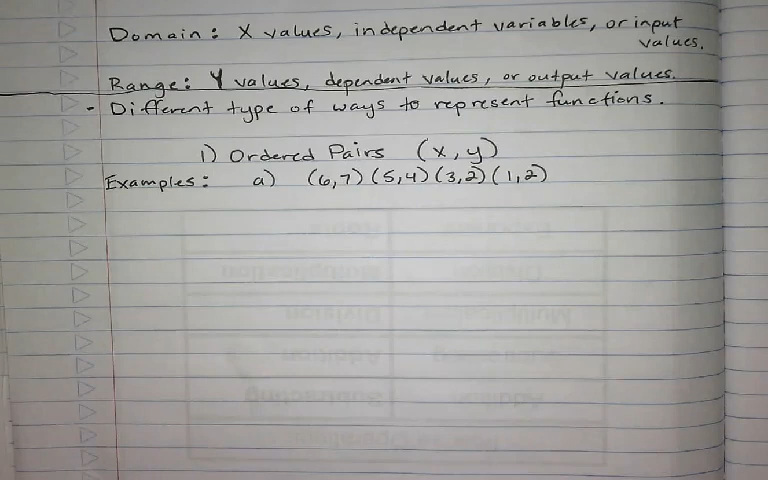 Domain: X values, independent variables, or input
values.
Range: Y values, dependent values, or output values.
- Different type of ways to represent functions.
1) Ordered Pairs (x,y)
Examples: a) (6,7) (5,4) (3,2) (1,2)